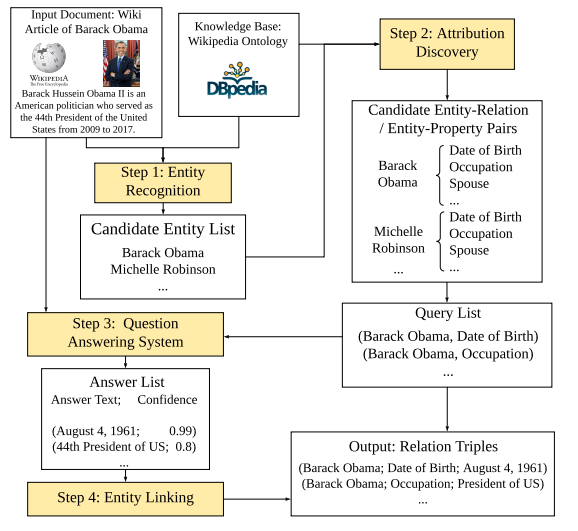 Input Document: Wiki
Article of Barack Obama
WIKIPEDIA
The Free Encyclopedia
Barack Hussein Obama II is an
American politician who served as
the 44th President of the United
States from 2009 to 2017.
Knowledge Base:
Wikipedia Ontology
DBpedia
Step 2: Attribution
Discovery
Step 1: Entity
Recognition
Candidate Entity List
Barack Obama
Michelle Robinson
...
Candidate Entity-Relation
/ Entity-Property Pairs
Barack
Obama
Date of Birth
Occupation
Spouse
...
Michelle
Robinson
Date of Birth
Occupation
Spouse
...
...
Query List
(Barack Obama, Date of Birth)
(Barack Obama, Occupation)
...
Step 3: Question
Answering System
Answer List
Answer Text; Confidence
(August 4, 1961; 0.99)
(44th President of US; 0.8)
...
Step 4: Entity Linking
Output: Relation Triples
(Barack Obama; Date of Birth; August 4, 1961)
(Barack Obama; Occupation; President of US)
...